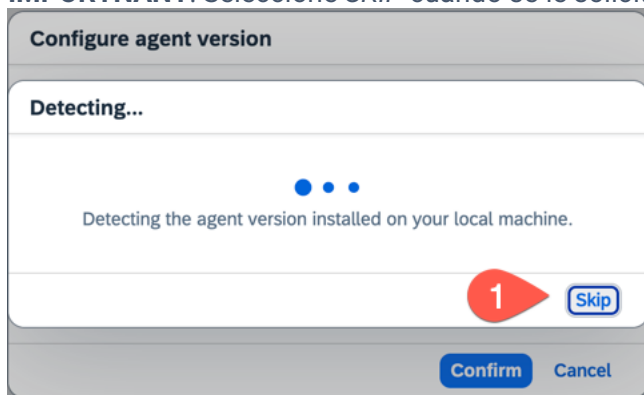 Configure agent version
Detecting...
Detecting the agent version installed on your local machine.
1
Skip
Confirm Cancel